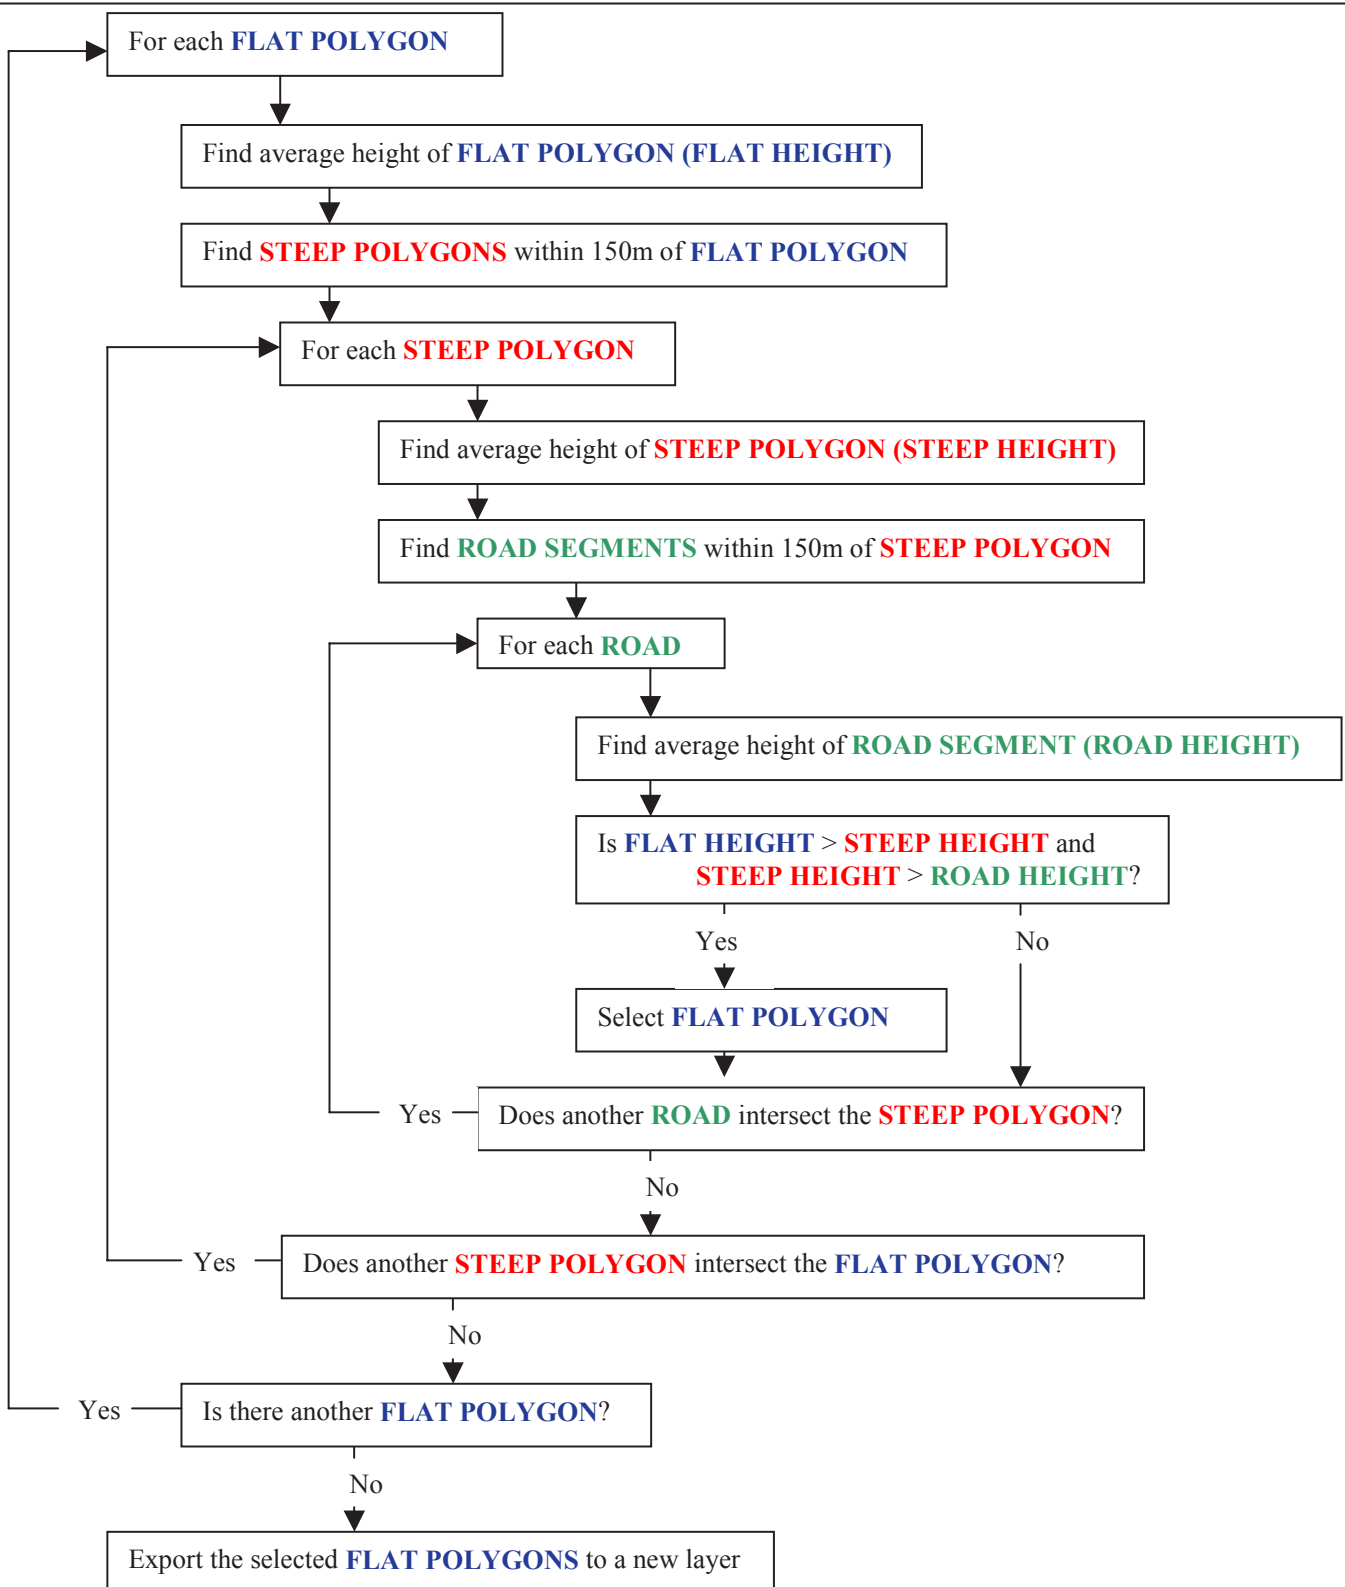 For each FLAT POLYGON
Find average height of FLAT POLYGON (FLAT HEIGHT)
Find STEEP POLYGONS within 150m of FLAT POLYGON
For each STEEP POLYGON
Find average height of STEEP POLYGON (STEEP HEIGHT)
Find ROAD SEGMENTS within 150m of STEEP POLYGON
For each ROAD
Find average height of ROAD SEGMENT (ROAD HEIGHT)
Is FLAT HEIGHT > STEEP HEIGHT and
STEEP HEIGHT > ROAD HEIGHT?
Yes
No
Select FLAT POLYGON
Yes
Does another ROAD intersect the STEEP POLYGON?
No
Yes
Does another STEEP POLYGON intersect the FLAT POLYGON?
No
Yes
Is there another FLAT POLYGON?
No
Export the selected FLAT POLYGONS to a new layer